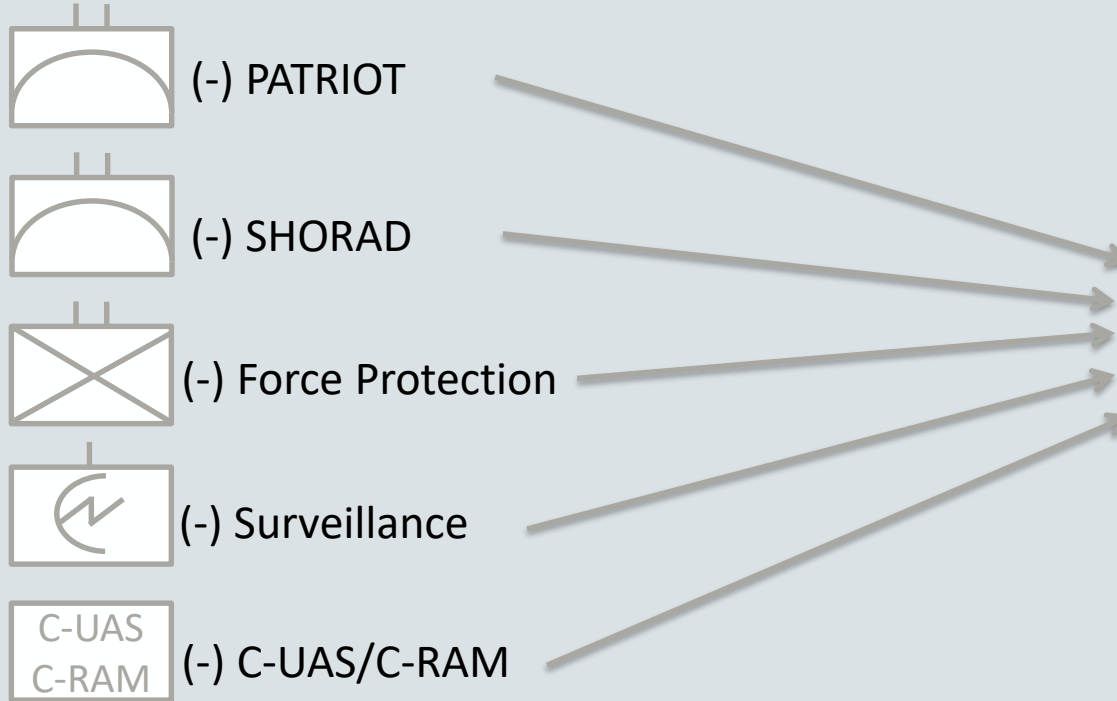 (-) PATRIOT
(-) SHORAD
(-) Force Protection
(-) Surveillance
C-UAS
C-RAM
(-) C-UAS/C-RAM